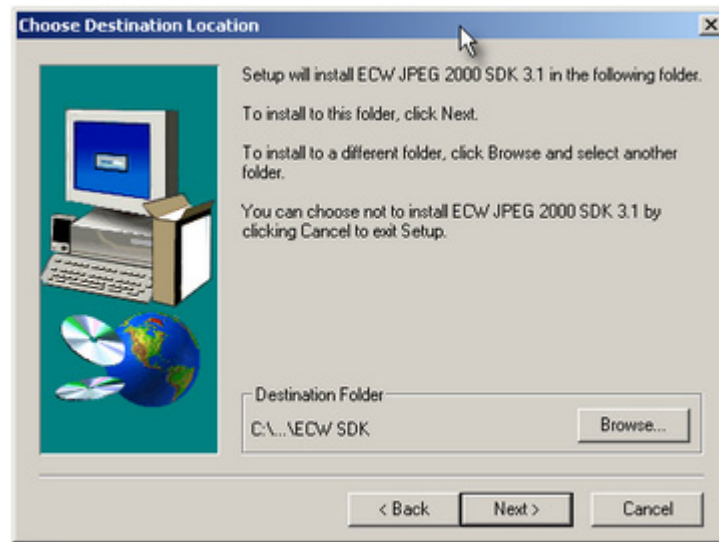 Choose Destination Location
Setup will install ECW JPEG 2000 SDK 3.1 in the following folder.
To install to this folder, click Next.
To install to a different folder, click Browse and select another
folder.
You can choose not to install ECW JPEG 2000 SDK 3.1 by
clicking Cancel to exit Setup.
Destination Folder
C:\...\ECW SDK
Browse...
< Back
Next >
Cancel